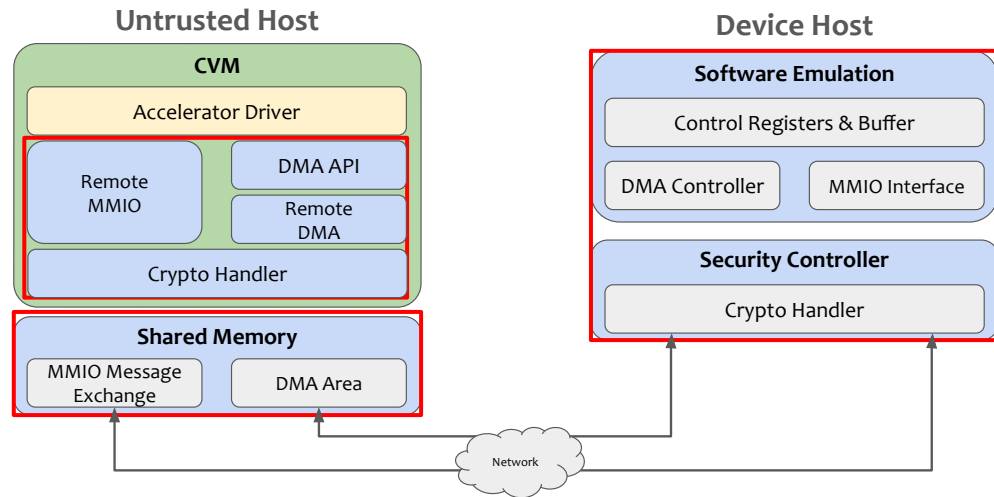 Untrusted Host
CVM
Accelerator Driver
Remote
MMIO
DMA API
Remote
DMA
Crypto Handler
Shared Memory
MMIO Message
Exchange
DMA Area
Device Host
Software Emulation
Control Registers & Buffer
DMA Controller
MMIO Interface
Security Controller
Crypto Handler
Network